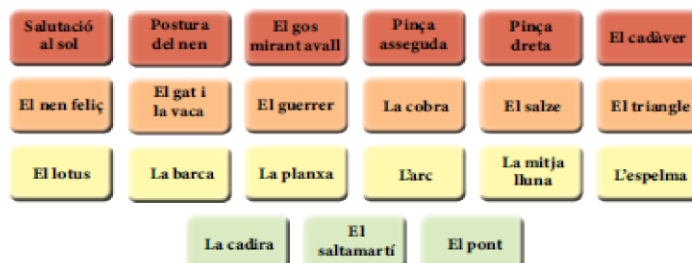 Salutació
al sol
Postura
del nen
El gos
mirant avall
Pinça
asseguda
Pinça
dreta
El cadàver
El nen feliç
El gat i
la vaca
El guerrer
La cobra
El salze
El triangle
El lotus
La barca
La planxa
L'arc
La mitja
lluna
L'espelma
La cadira
El
saltamartí
El pont